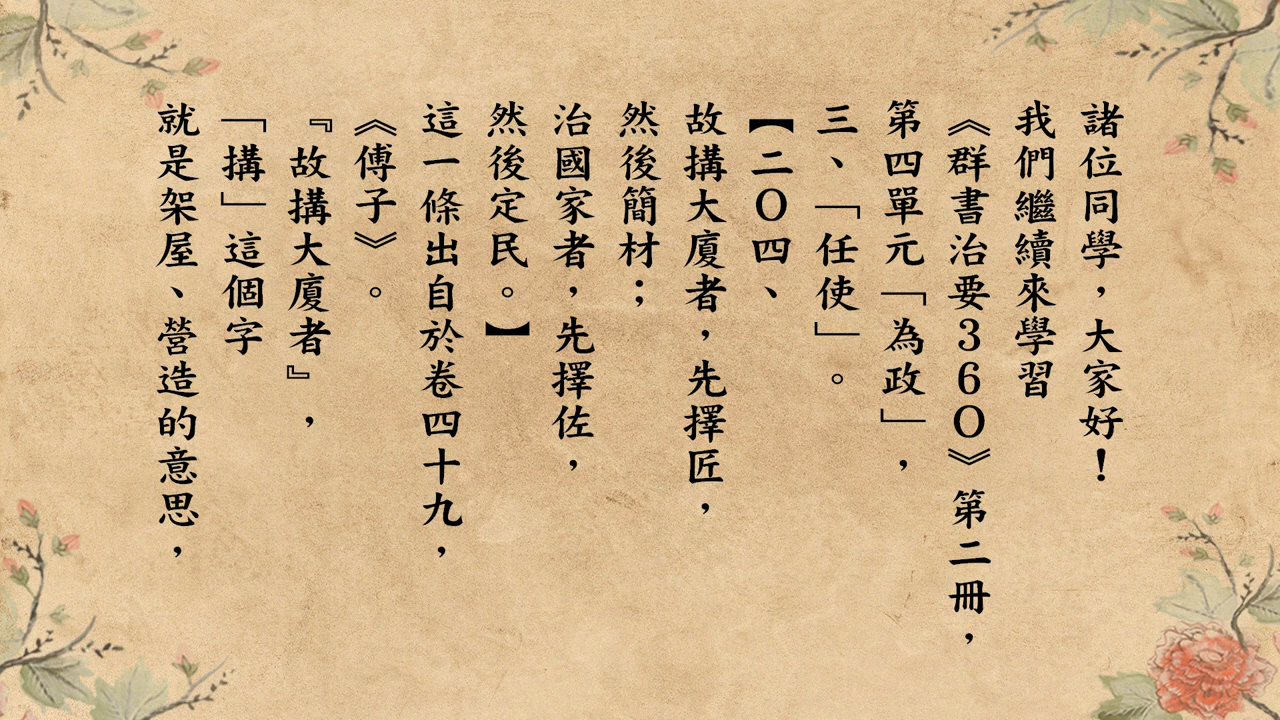 諸位同學，大家好！
我們繼續來學習
《群書治要３６０》第二冊，
第四單元「為政」，
三、「任使」。
【二０四、
故搆大廈者，先擇匠，
然後簡材；
治國家者，先擇佐，
然後定民。】
這一條出自於卷四十九，
《傅子》。
『故搆大廈者』，
「搆」這個字
就是架屋、營造的意思，